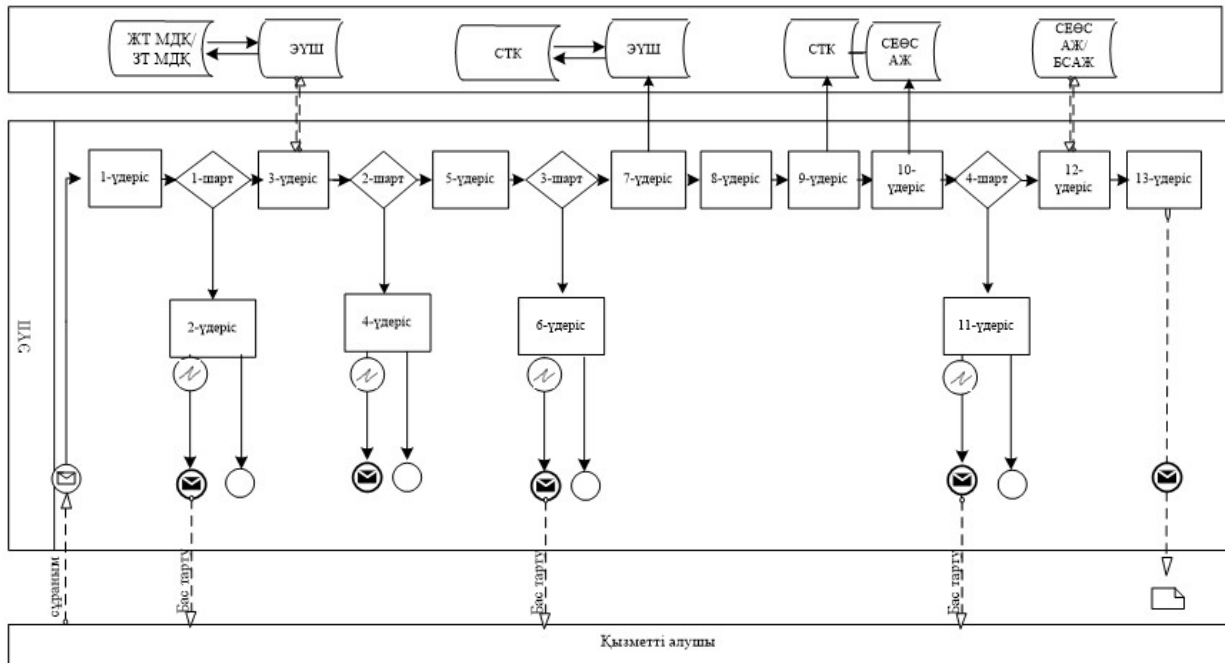 ЖТ МДҚ/
ЗТ МДҚ
ЭҮШ
СТК
ЭҮШ
СТК
СЕӨС
АЖ
СЕӨС
АЖ/
БСАЖ
ЭҮП
1-үдеріс
1-шарт
3-үдеріс
2-шарт
5-үдеріс
3-шарт
7-үдеріс
8-үдеріс
9-үдеріс
10-
үдеріс
4-шарт
12-
үдеріс
13-үдеріс
2-үдеріс
4-үдеріс
6-үдеріс
11-үдеріс
сұраным
Бас тарту
Бас тарту
Бас тарту
Қызметті алушы